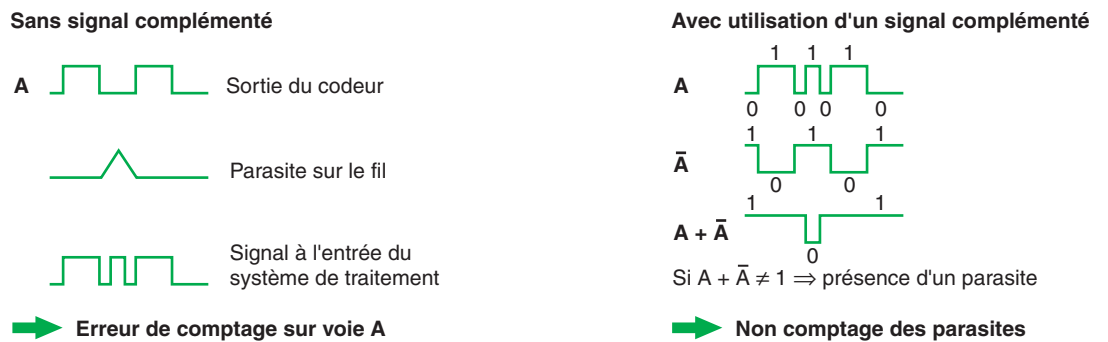 Sans signal complémenté
A
Sortie du codeur
Parasite sur le fil
Signal à l'entrée du
système de traitement
Erreur de comptage sur voie A
Avec utilisation d'un signal complémenté
1 1 1
A
0 0 0 0
1 1 1
A̅
0 0
1 1
A + A̅
0
Si A + A̅ ≠ 1 ⇒ présence d'un parasite
Non comptage des parasites